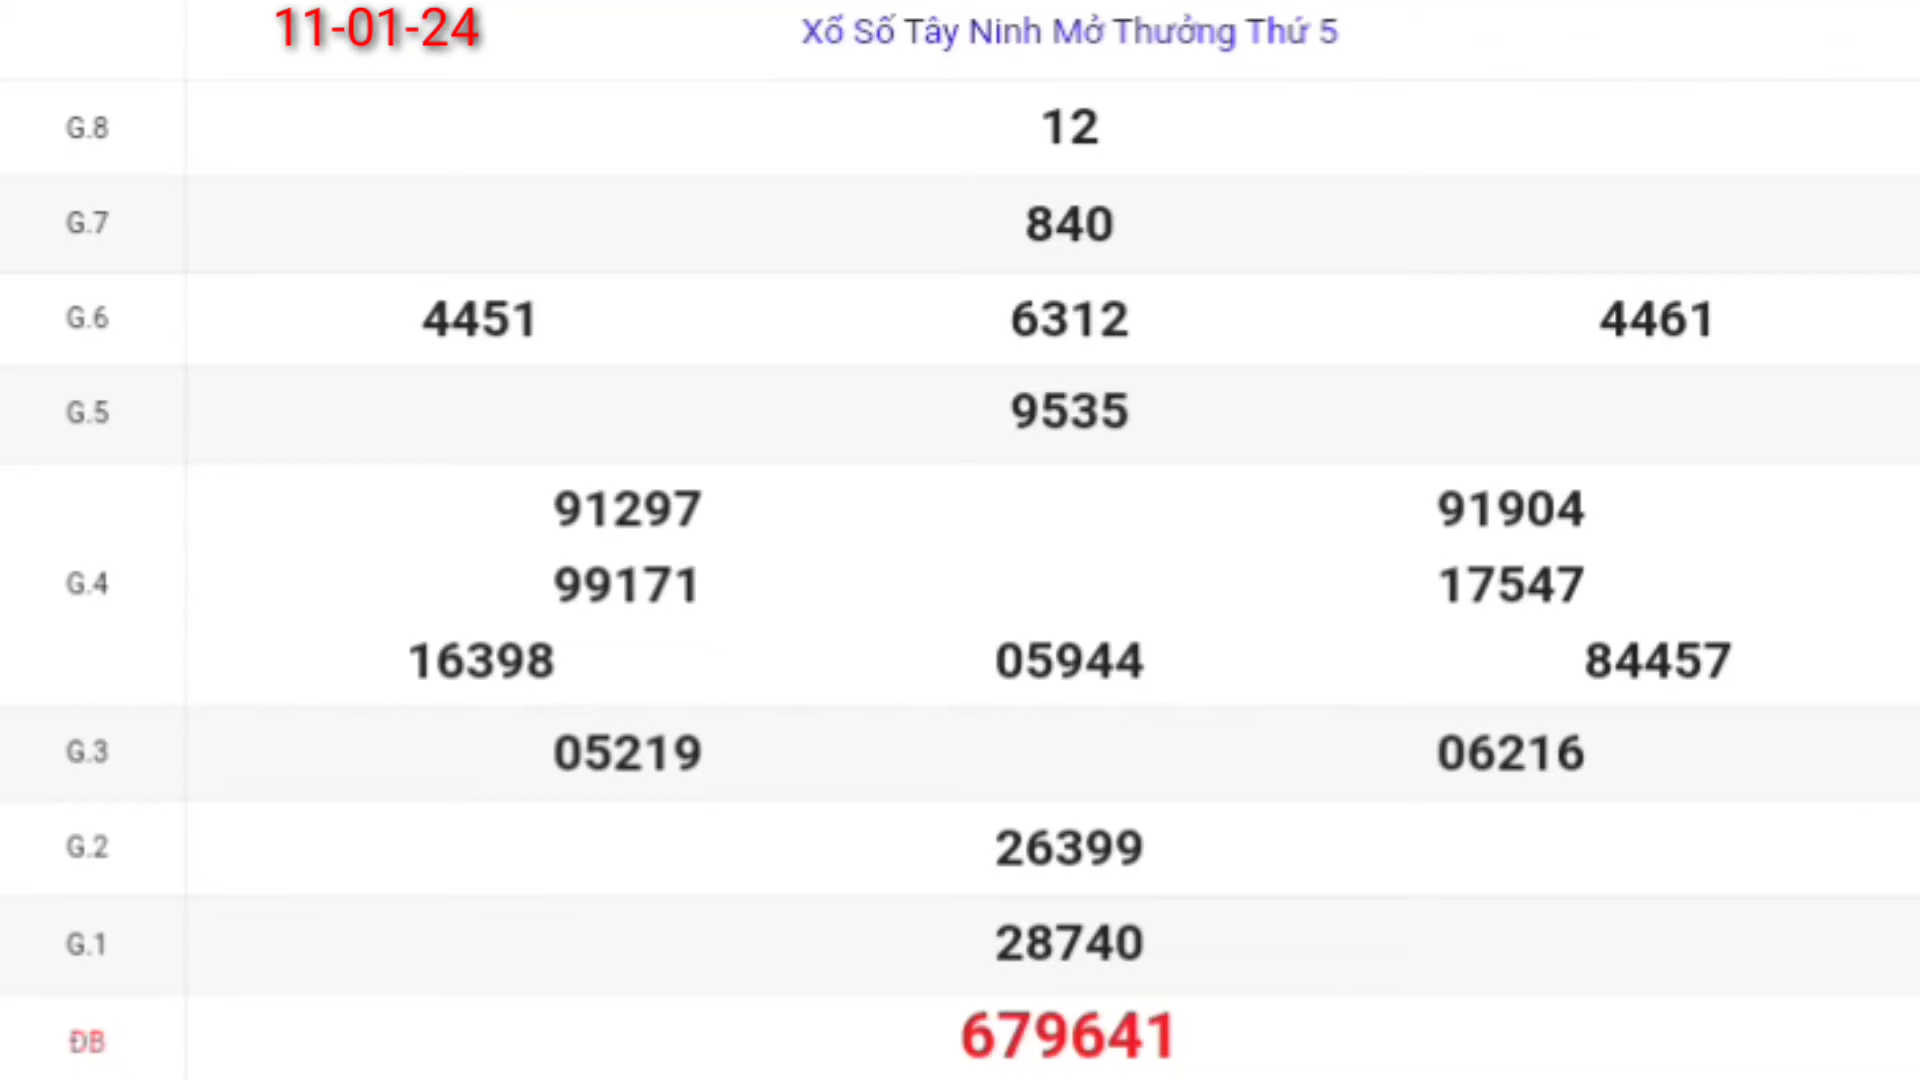 11-01-24 Xổ Số Tây Ninh Mở Thưởng Thứ 5
G.8 12
G.7 840
G.6 4451 6312 4461
G.5 9535
91297 91904
G.4 99171 17547
16398 05944 84457
G.3 05219 06216
G.2 26399
G.1 28740
ĐB 679641